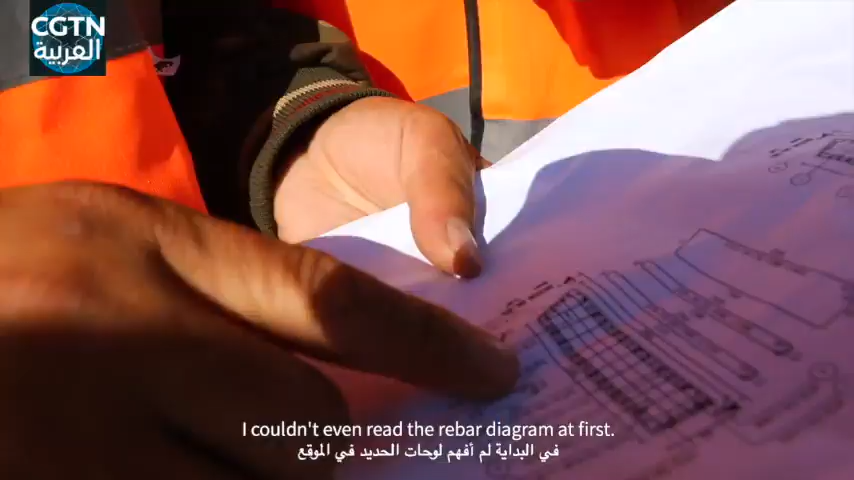 CGTN
العربية
I couldn't even read the rebar diagram at first.
في البداية لم أفهم لوحات الحديد في الموقع